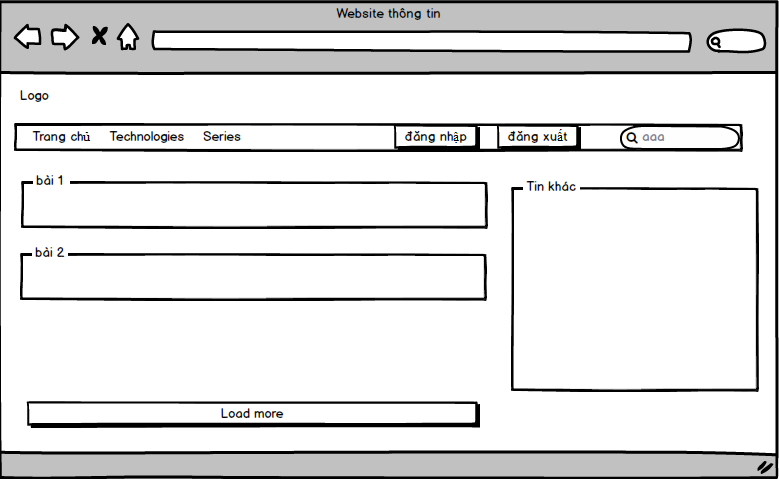 Website thông tin
Logo
Trang chủ Technologies Series đăng nhập đăng xuất aaa
bài 1
Tin khác
bài 2
Load more